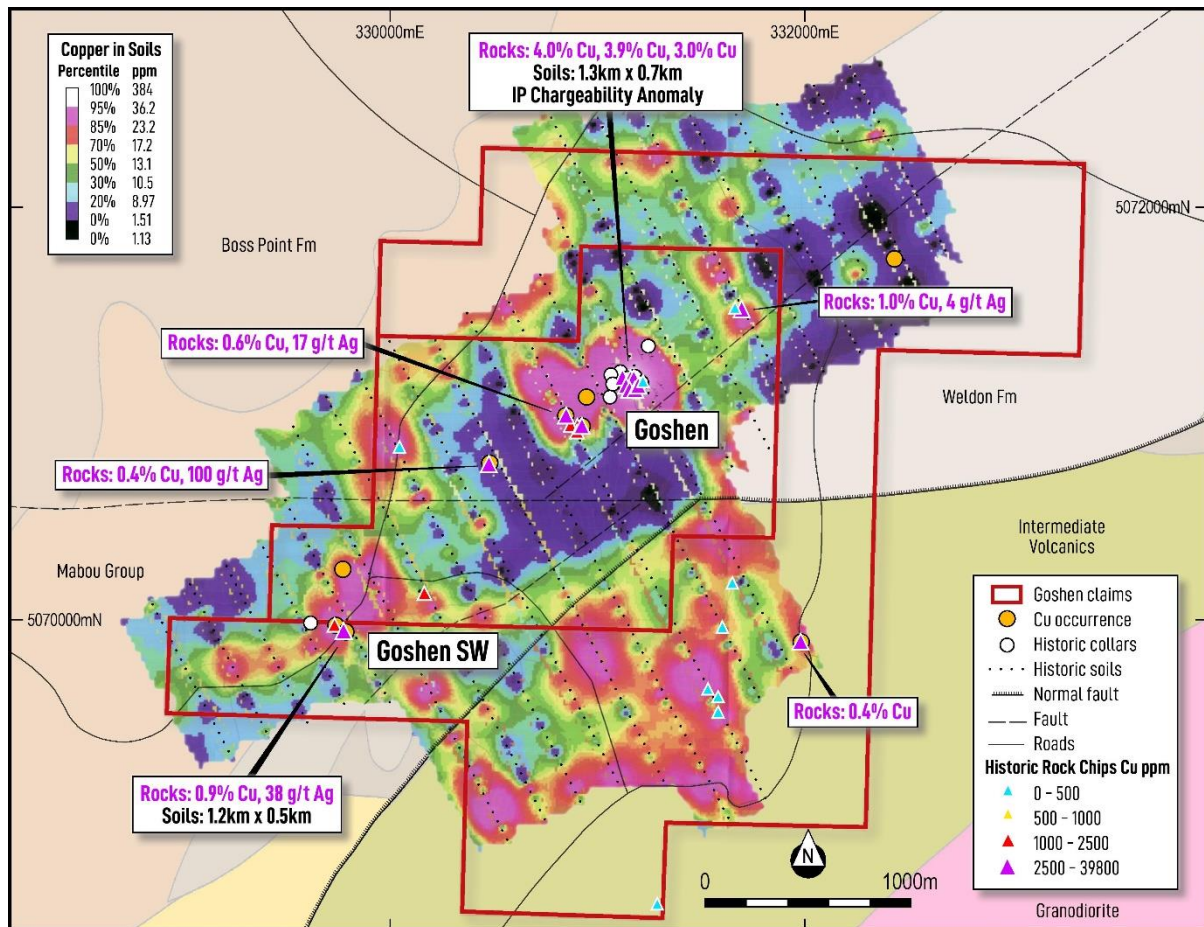 330000mE
332000mE
Copper in Soils
Percentile ppm
100% 384
95% 36.2
85% 23.2
70% 17.2
50% 13.1
30% 10.5
20% 8.97
0% 1.51
0% 1.13
Rocks: 4.0% Cu, 3.9% Cu, 3.0% Cu
Soils: 1.3km x 0.7km
IP Chargeability Anomaly
5072000mN
Boss Point Fm
Rocks: 1.0% Cu, 4 g/t Ag
Rocks: 0.6% Cu, 17 g/t Ag
Weldon Fm
Goshen
Rocks: 0.4% Cu, 100 g/t Ag
Intermediate
Volcanics
Mabou Group
5070000mN
Goshen SW
Rocks: 0.4% Cu
Rocks: 0.9% Cu, 38 g/t Ag
Soils: 1.2km x 0.5km
Goshen claims
Cu occurrence
Historic collars
Historic soils
Normal fault
Fault
Roads
Historic Rock Chips Cu ppm
0 - 500
500 - 1000
1000 - 2500
2500 - 39800
N
0 1000m
Granodiorite